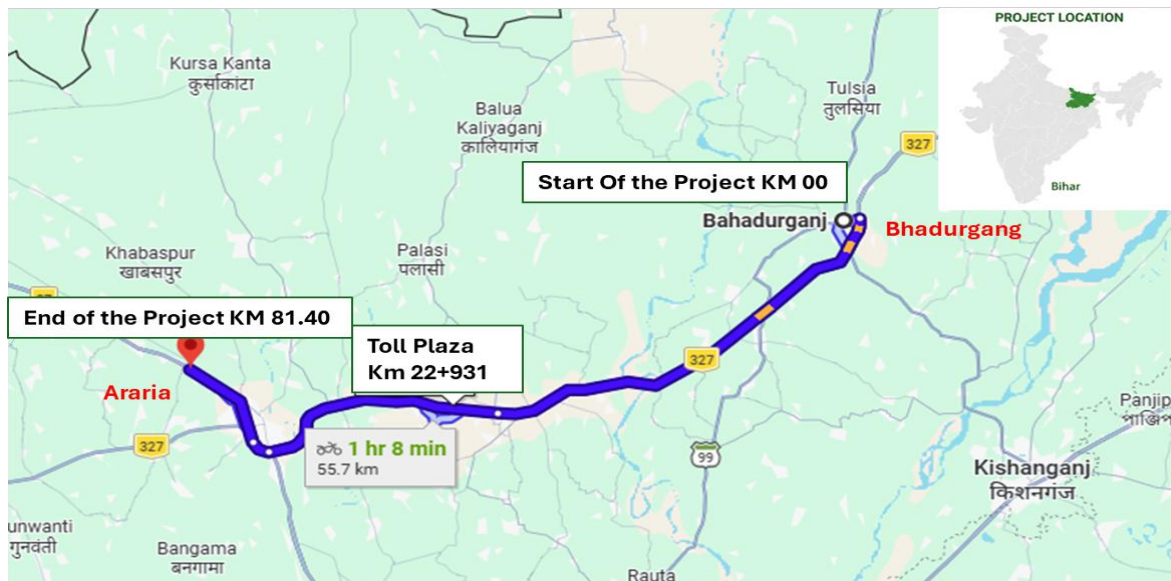 PROJECT LOCATION
Bihar
Kursa Kanta
कुर्साकांटा
Tulsia
तुलसिया
Balua
Kaliyaganj
कालियागंज
327
Start Of the Project KM 00
Bahadurganj
Bhadurgang
Khabaspur
खाबसपुर
Palasi
पलासी
End of the Project KM 81.40
Toll Plaza
Km 22+931
327
Araria
1 hr 8 min
55.7 km
327
99
Panjip
Kishanganj
किशनगंज
unwanti
गुनवंती
Bangama
बनगामा
Rauta